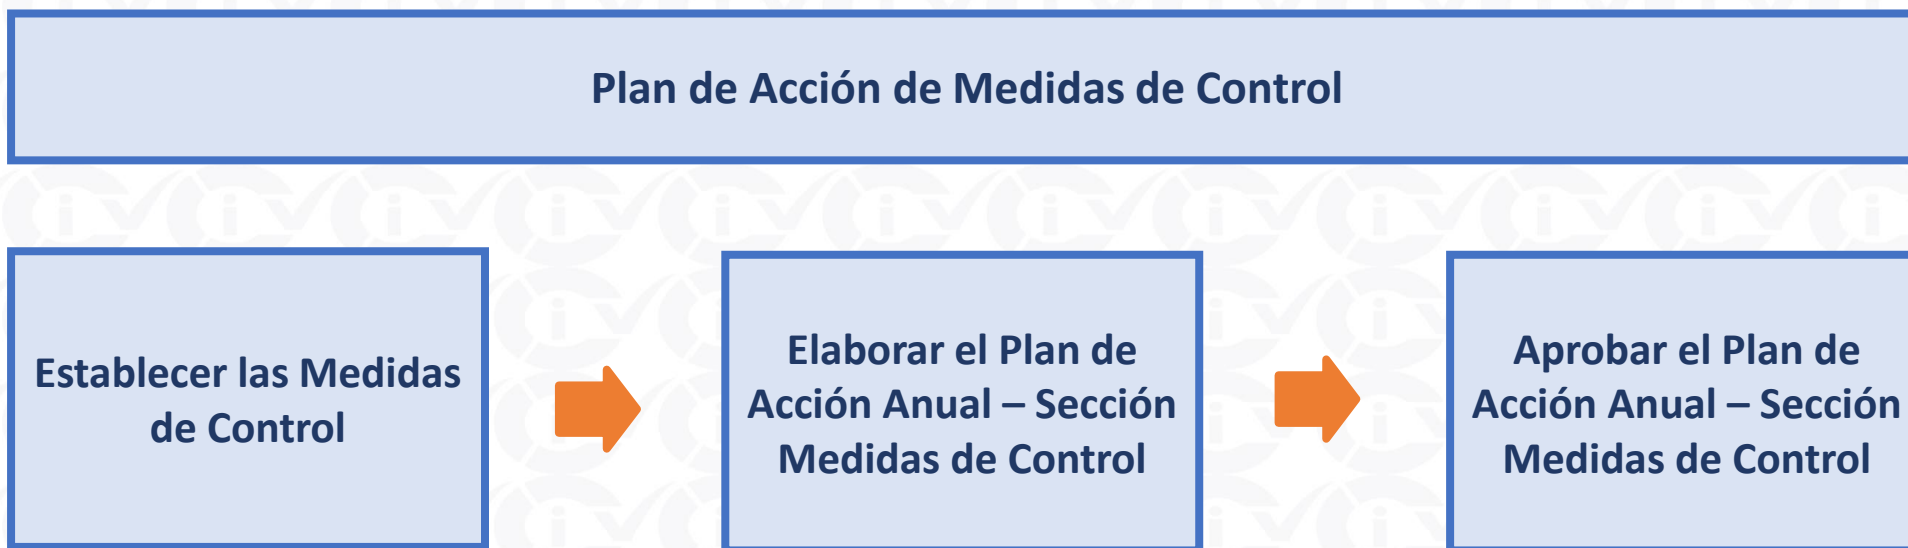 Plan de Acción de Medidas de Control
Establecer las Medidas
de Control
Elaborar el Plan de
Acción Anual – Sección
Medidas de Control
Aprobar el Plan de
Acción Anual – Sección
Medidas de Control